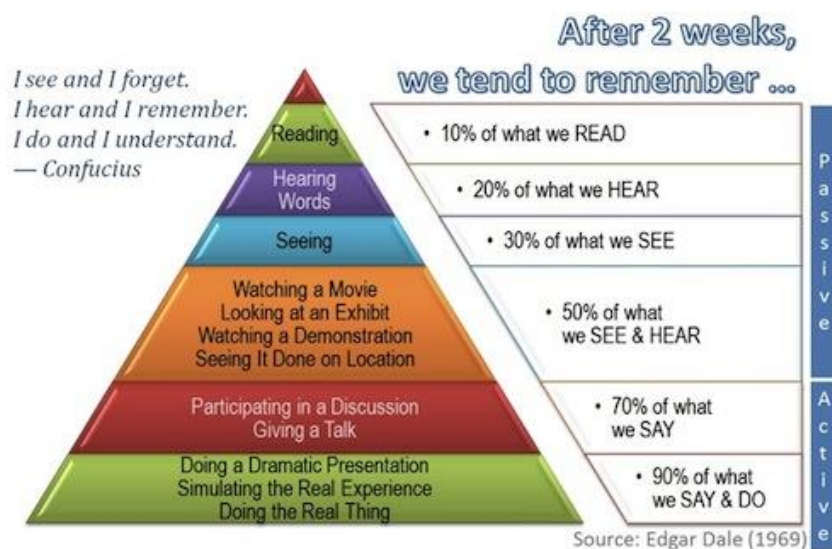 After 2 weeks,
we tend to remember ...
I see and I forget.
I hear and I remember.
I do and I understand.
— Confucius
Reading
• 10% of what we READ
Hearing
Words
• 20% of what we HEAR
Seeing
• 30% of what we SEE
Watching a Movie
Looking at an Exhibit
Watching a Demonstration
Seeing It Done on Location
• 50% of what
we SEE & HEAR
Passive
Participating in a Discussion
Giving a Talk
• 70% of what
we SAY
Doing a Dramatic Presentation
Simulating the Real Experience
Doing the Real Thing
• 90% of what
we SAY & DO
Active
Source: Edgar Dale (1969)